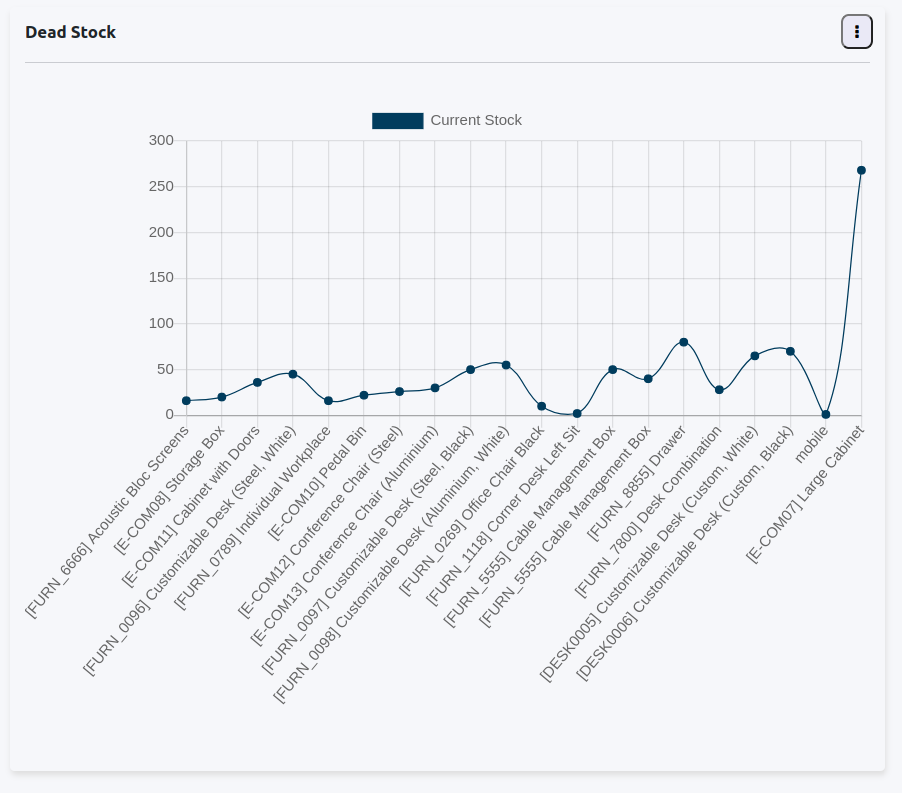 Dead Stock
Current Stock
300
250
200
150
100
50
0
[FURN_6666] Acoustic Bloc Screens
[E-COM08] Storage Box
[E-COM11] Cabinet with Doors
[FURN_0096] Customizable Desk (Steel, White)
[FURN_0789] Individual Workplace
[E-COM10] Pedal Bin
[E-COM12] Conference Chair (Steel)
[E-COM13] Conference Chair (Aluminium)
[FURN_0097] Customizable Desk (Steel, Black)
[FURN_0098] Customizable Desk (Aluminium, White)
[FURN_0269] Office Chair Black
[FURN_1118] Corner Desk Left Sit
[FURN_5555] Cable Management Box
[FURN_5555] Cable Management Box
[FURN_8855] Drawer
[FURN_7800] Desk Combination
[DESK0005] Customizable Desk (Custom, White)
[DESK0006] Customizable Desk (Custom, Black)
mobile
[E-COM07] Large Cabinet